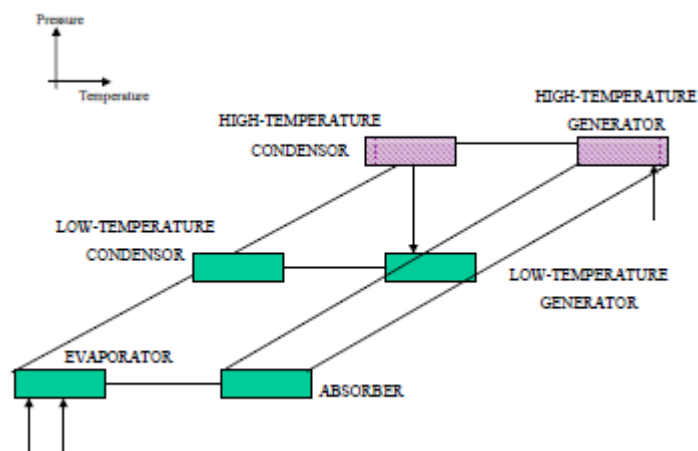 Pressure
Temperature
HIGH-TEMPERATURE
GENERATOR
HIGH-TEMPERATURE
CONDENSOR
LOW-TEMPERATURE
CONDENSOR
LOW-TEMPERATURE
GENERATOR
EVAPORATOR
ABSORBER